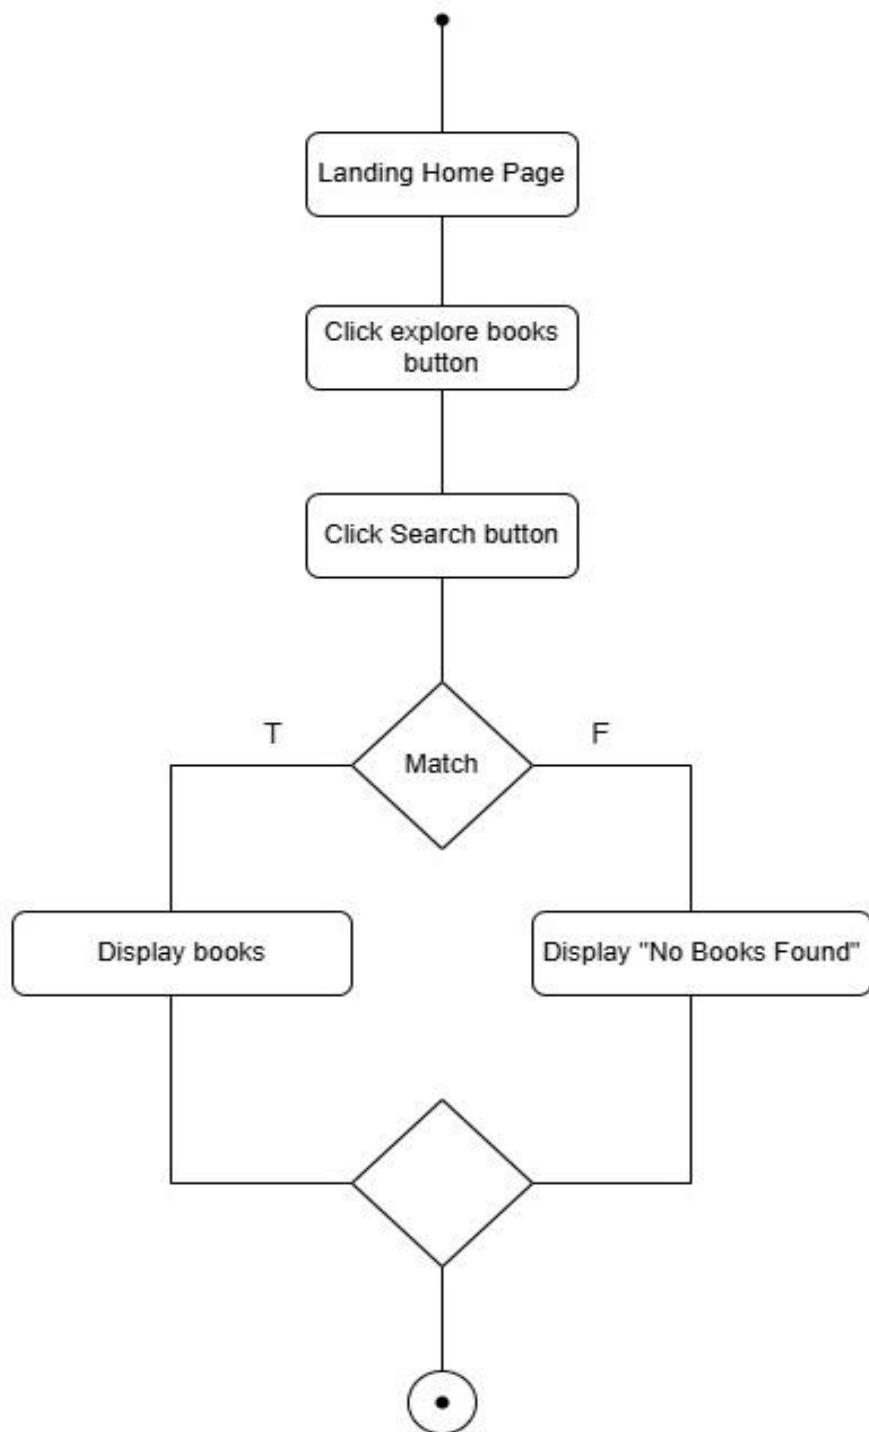 Landing Home Page
Click explore books
button
Click Search button
T
F
Match
Display books
Display "No Books Found"